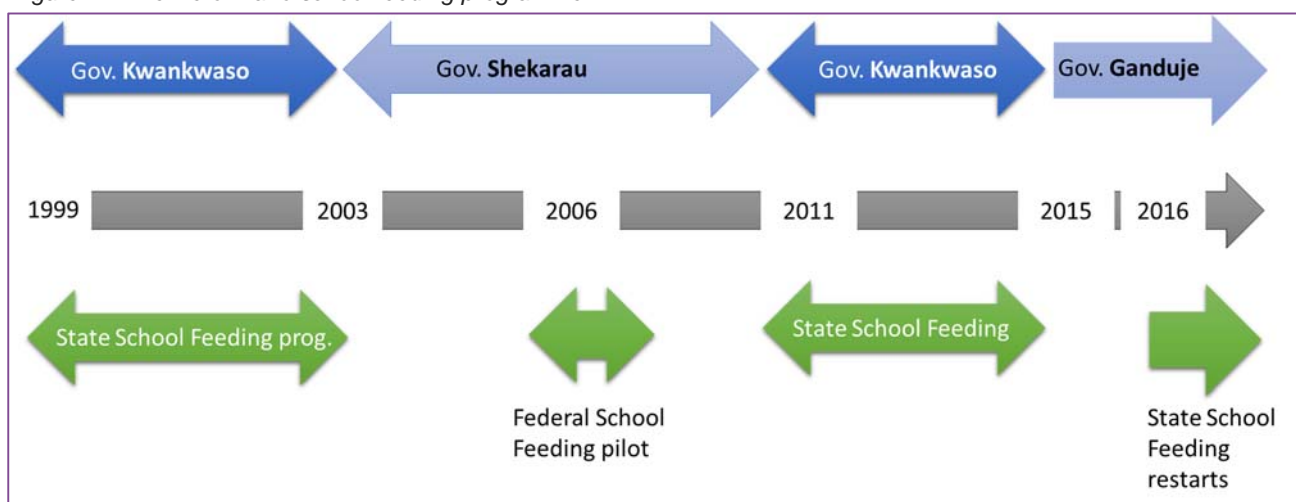 Gov. Kwankwaso
Gov. Shekarau
Gov. Kwankwaso
Gov. Ganduje
1999
2003
2006
2011
2015
2016
State School Feeding prog.
State School Feeding
Federal School
Feeding pilot
State School
Feeding
restarts